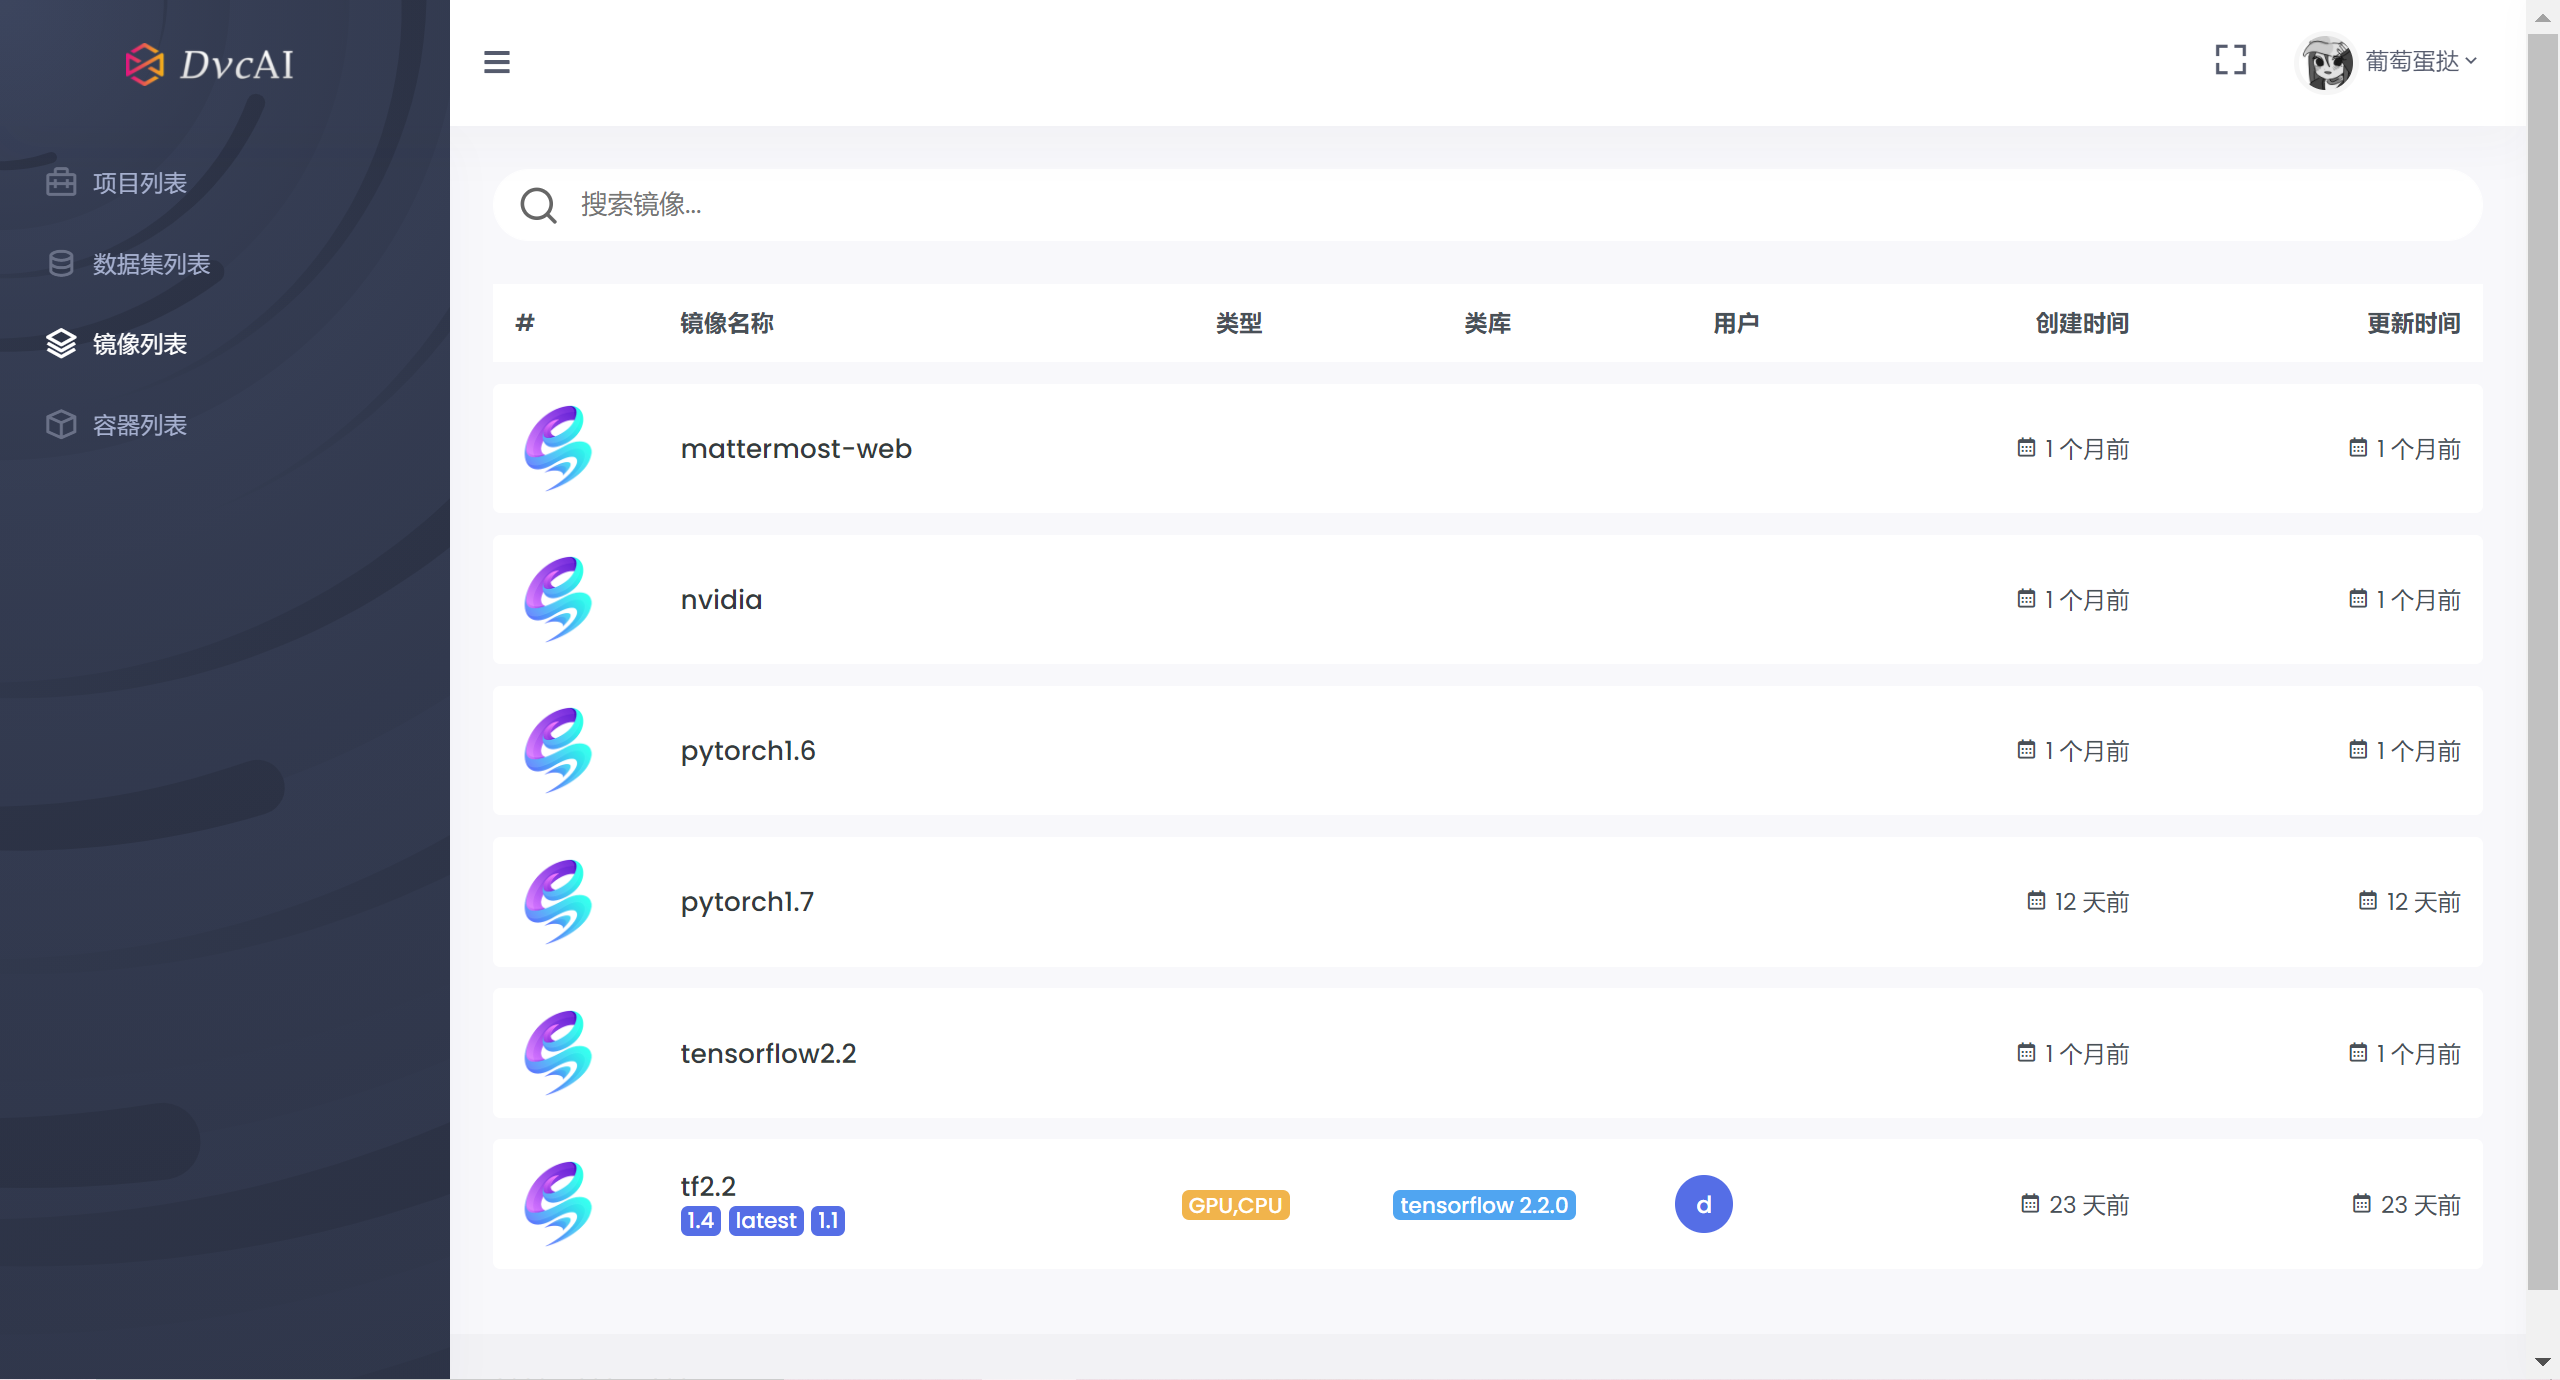 DvcAI
葡萄蛋挞
项目列表
数据集列表
镜像列表
容器列表
搜索镜像...
# 镜像名称 类型 类库 用户 创建时间 更新时间
mattermost-web 1 个月前 1 个月前
nvidia 1 个月前 1 个月前
pytorch1.6 1 个月前 1 个月前
pytorch1.7 12 天前 12 天前
tensorflow2.2 1 个月前 1 个月前
tf2.2
1.4 latest 1.1 GPU,CPU tensorflow 2.2.0 d 23 天前 23 天前